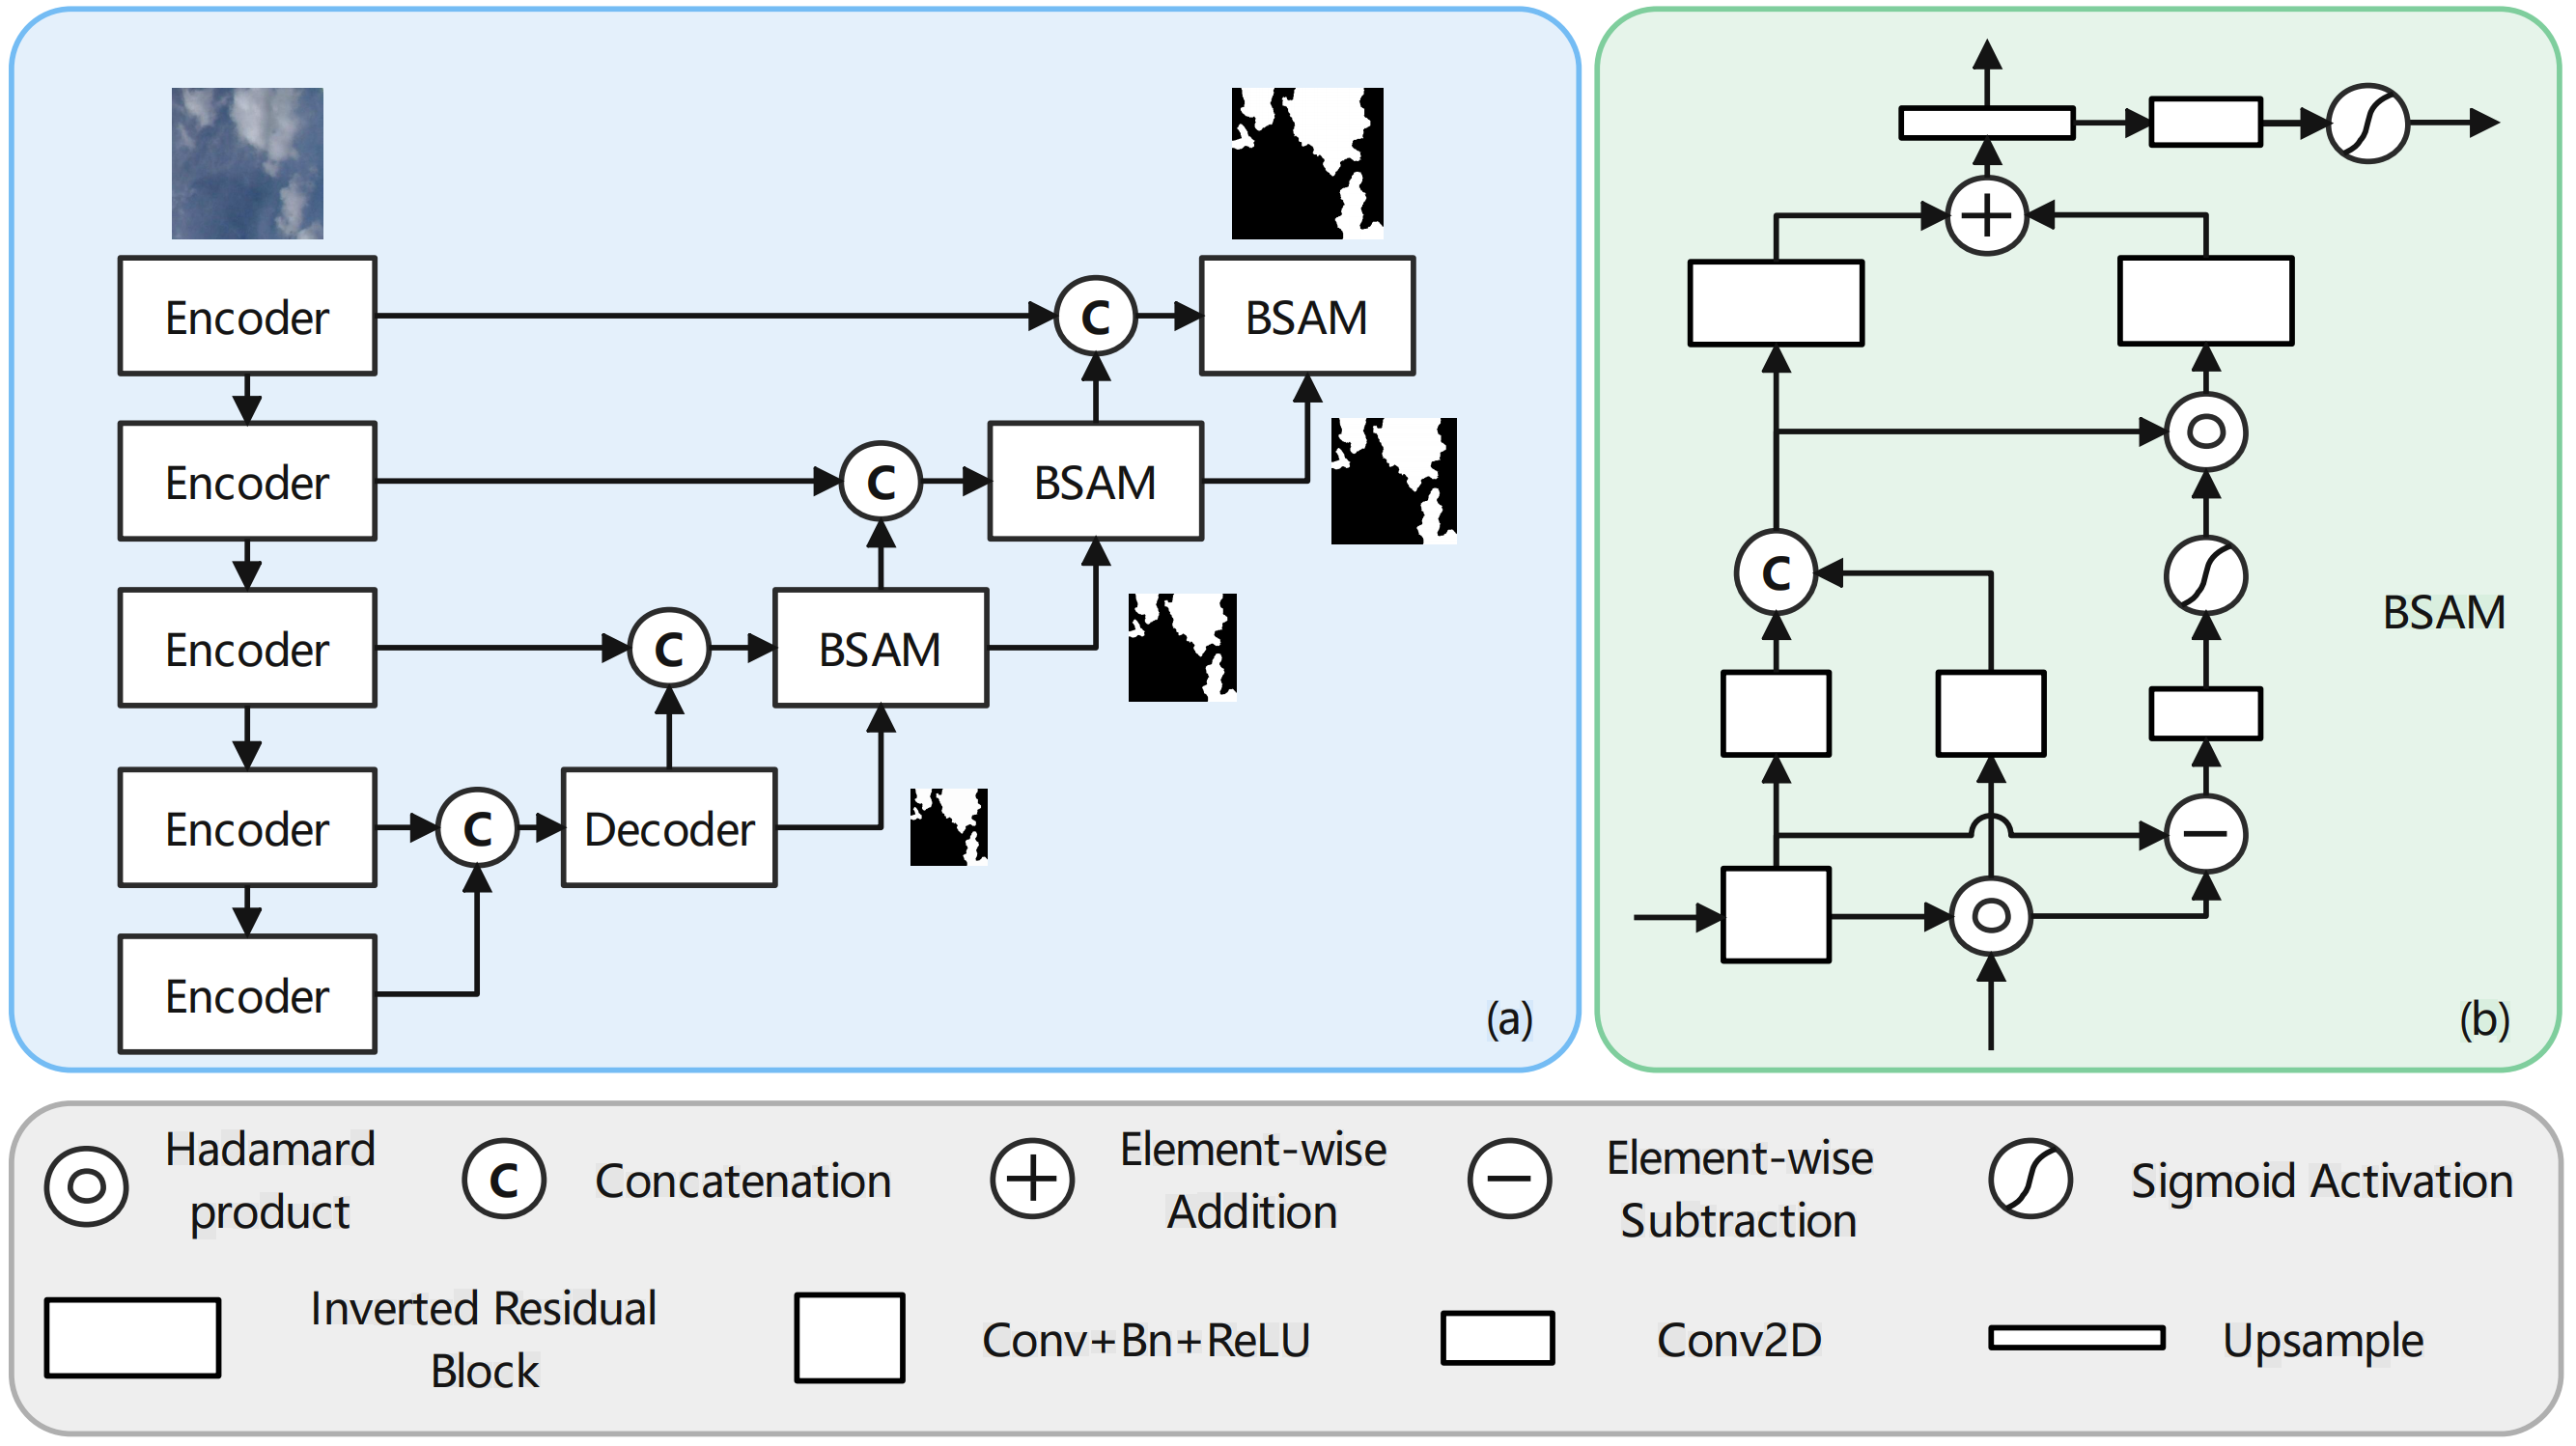 Encoder
C
BSAM
Encoder
C
BSAM
Encoder
C
BSAM
Encoder
C
Decoder
Encoder
(a)
C
BSAM
(b)
Hadamard
product
C
Concatenation
Element-wise
Addition
Element-wise
Subtraction
Sigmoid Activation
Inverted Residual
Block
Conv+Bn+ReLU
Conv2D
Upsample